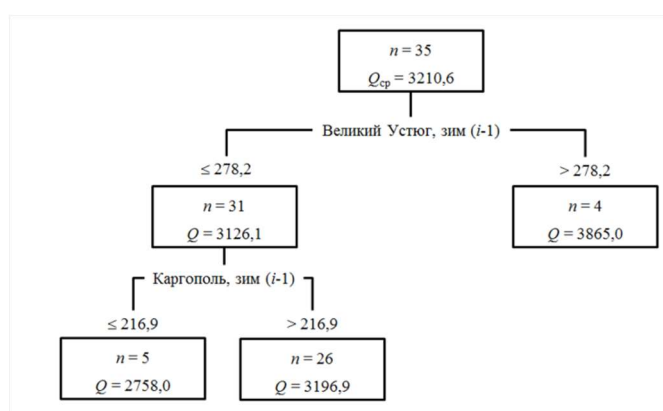 n = 35
Qср = 3210,6
Великий Устюг, зим (i-1)
≤ 278,2
> 278,2
n = 31
Q = 3126,1
n = 4
Q = 3865,0
Каргополь, зим (i-1)
≤ 216,9
> 216,9
n = 5
Q = 2758,0
n = 26
Q = 3196,9